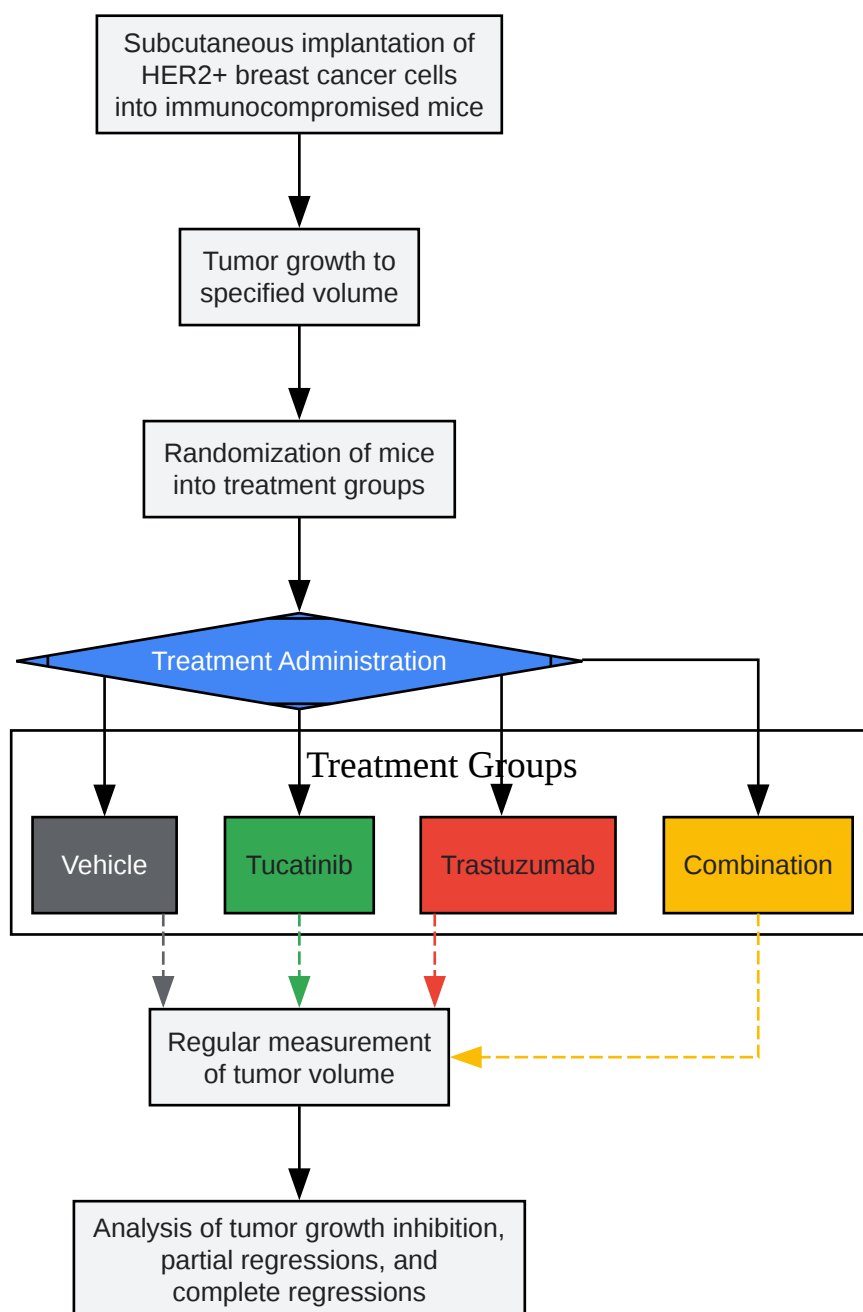 Subcutaneous implantation of
HER2+ breast cancer cells
into immunocompromised mice
Tumor growth to
specified volume
Randomization of mice
into treatment groups
Treatment Administration
Treatment Groups
Vehicle
Tucatinib
Trastuzumab
Combination
Regular measurement
of tumor volume
Analysis of tumor growth inhibition,
partial regressions, and
complete regressions